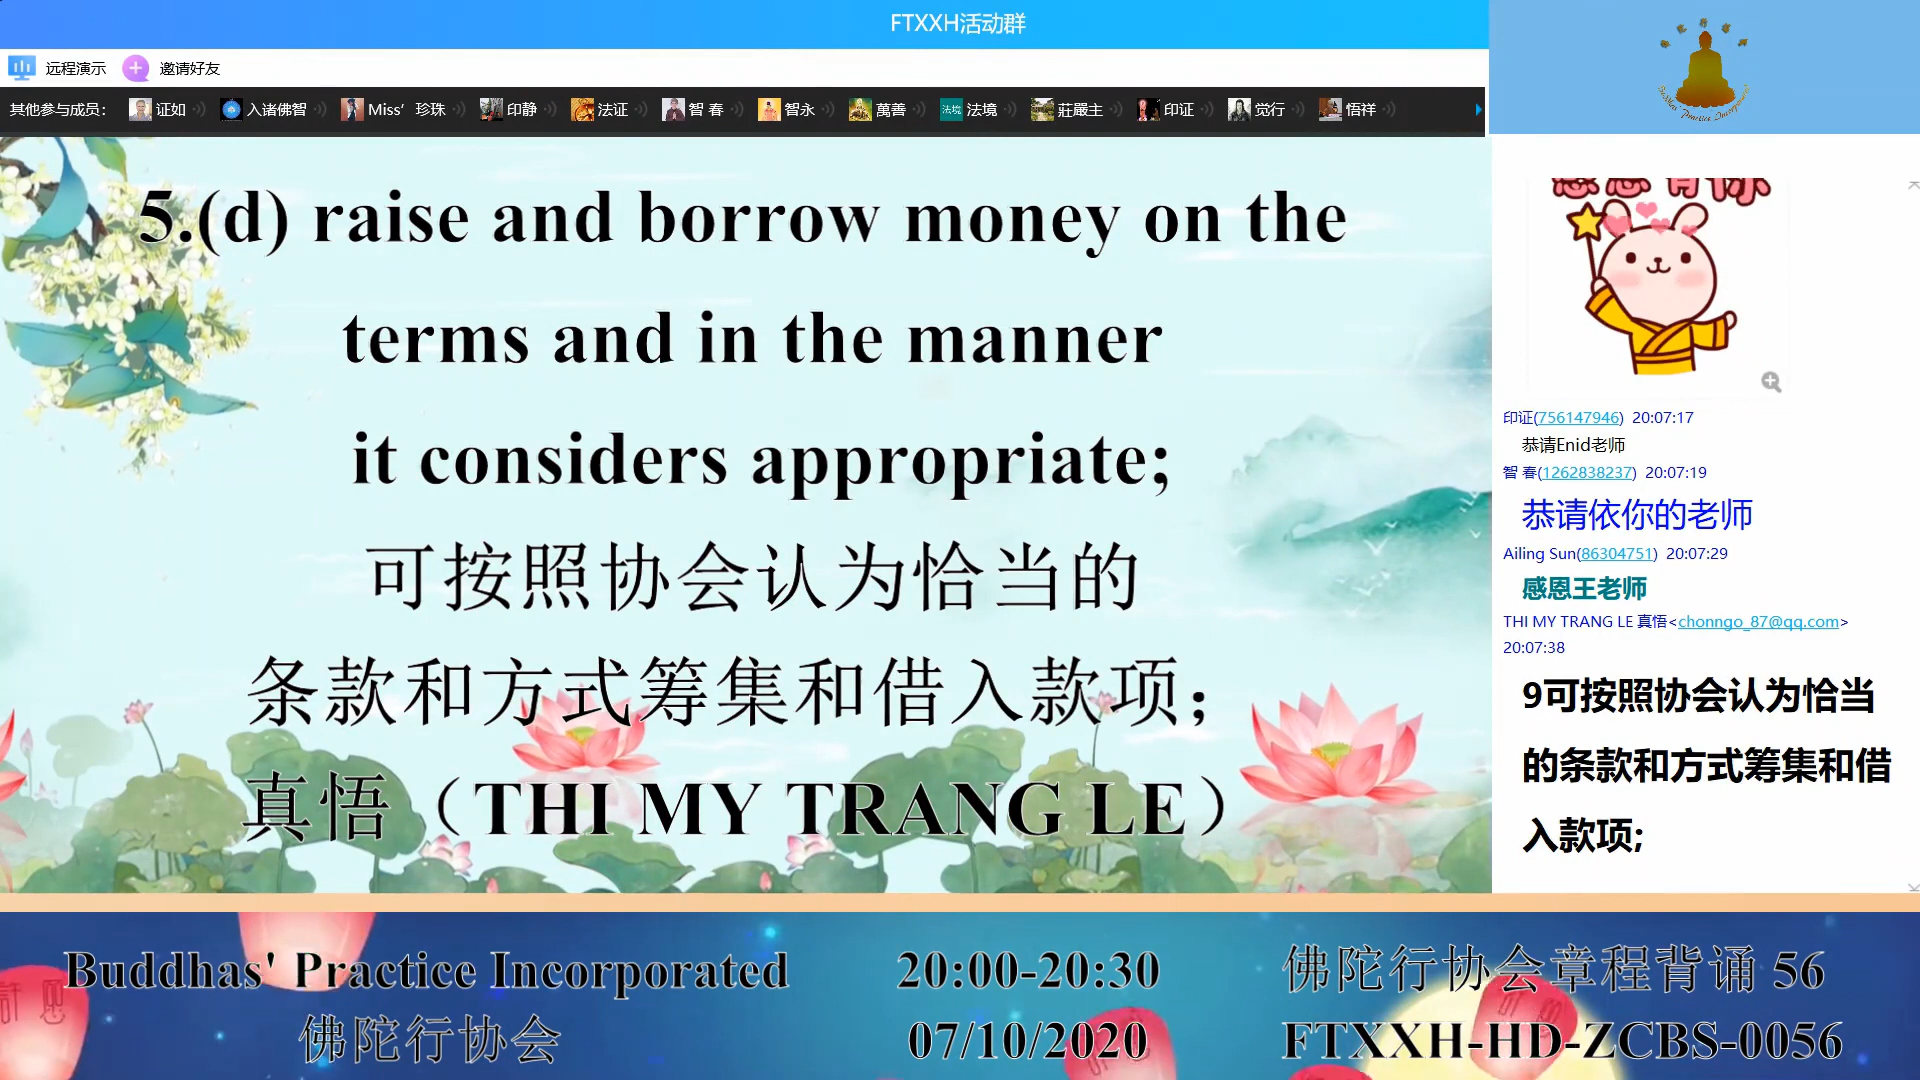 FTXXH活动群
远程演示 邀请好友
其他参与成员： 证如 入诸佛智 Miss’ 珍珠 印静 法证 智 春 智永 萬善 法境 法境 莊嚴主 印证 觉行 悟祥
Buddhas' Practice Incorporated
5.(d) raise and borrow money on the
terms and in the manner
it considers appropriate;
可按照协会认为恰当的
条款和方式筹集和借入款项；
真悟（THI MY TRANG LE）
印证(756147946) 20:07:17
恭请Enid老师
智 春(1262838237) 20:07:19
恭请依你的老师
Ailing Sun(86304751) 20:07:29
感恩王老师
THI MY TRANG LE 真悟<chonngo_87@qq.com>
20:07:38
9可按照协会认为恰当
的条款和方式筹集和借
入款项;
Buddhas' Practice Incorporated
佛陀行协会
20:00-20:30
07/10/2020
佛陀行协会章程背诵 56
FTXXH-HD-ZCBS-0056